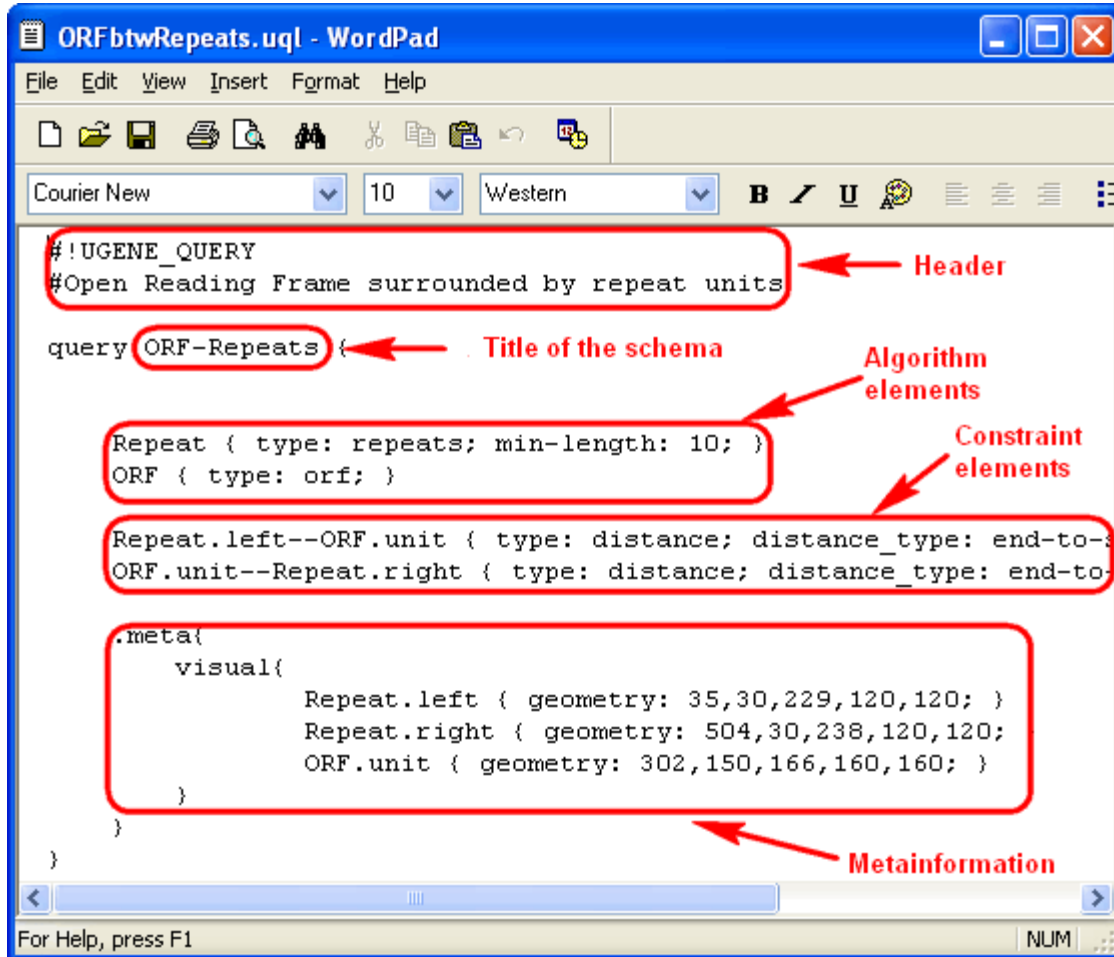 ORFbtwRepeats.uql - WordPad
File Edit View Insert Format Help
Courier New 10 Western B / U
#!UGENE_QUERY
#Open Reading Frame surrounded by repeat units
Header
query ORF-Repeats {
Title of the schema
Algorithm
elements
Repeat { type: repeats; min-length: 10; }
ORF { type: orf; }
Constraint
elements
Repeat.left--ORF.unit { type: distance; distance_type: end-to-s
ORF.unit--Repeat.right { type: distance; distance_type: end-to-
.meta{
visual{
Repeat.left { geometry: 35,30,229,120,120; }
Repeat.right { geometry: 504,30,238,120,120;
ORF.unit { geometry: 302,150,166,160,160; }
}
}
}
Metainformation
For Help, press F1 NUM